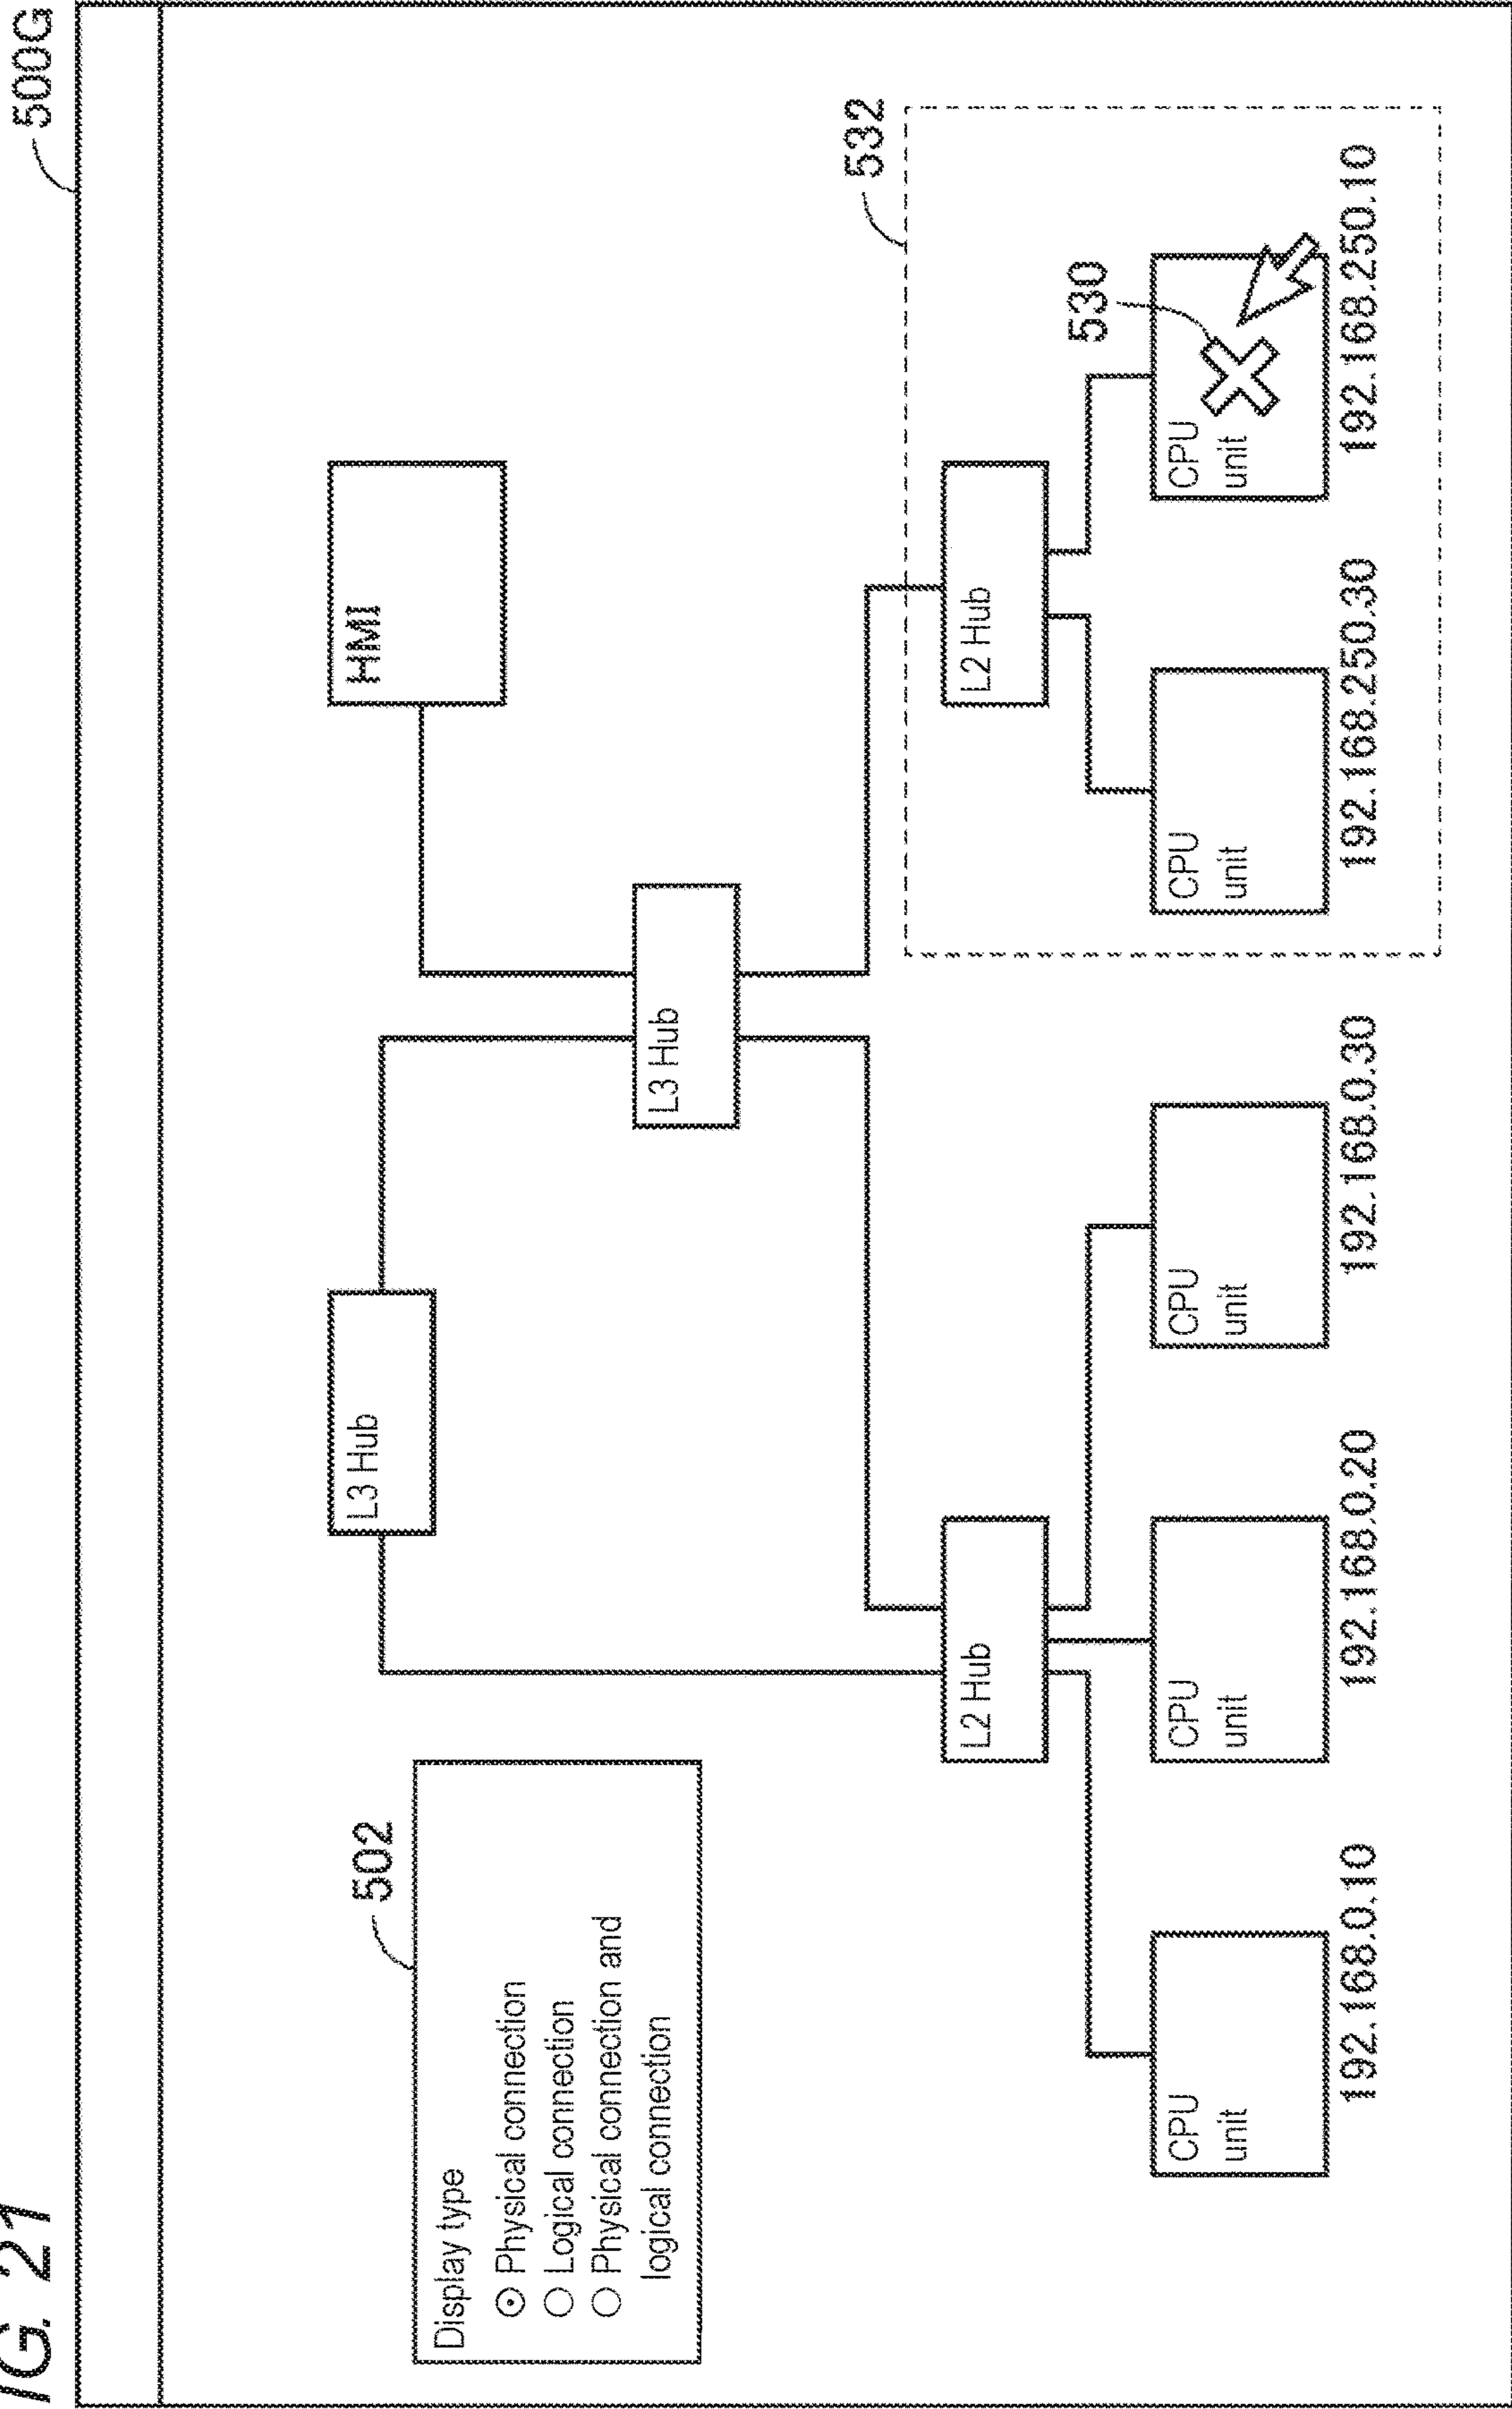 IG. 21
500G
502
Display type
Physical connection
Logical connection
Physical connection and
logical connection
L3 Hub
HMI
L3 Hub
532
L2 Hub
L2 Hub
530
CPU
unit
CPU
unit
CPU
unit
CPU
unit
CPU
unit
192.168.0.10
192.168.0.20
192.168.0.30
192.168.250.30
192.168.250.10